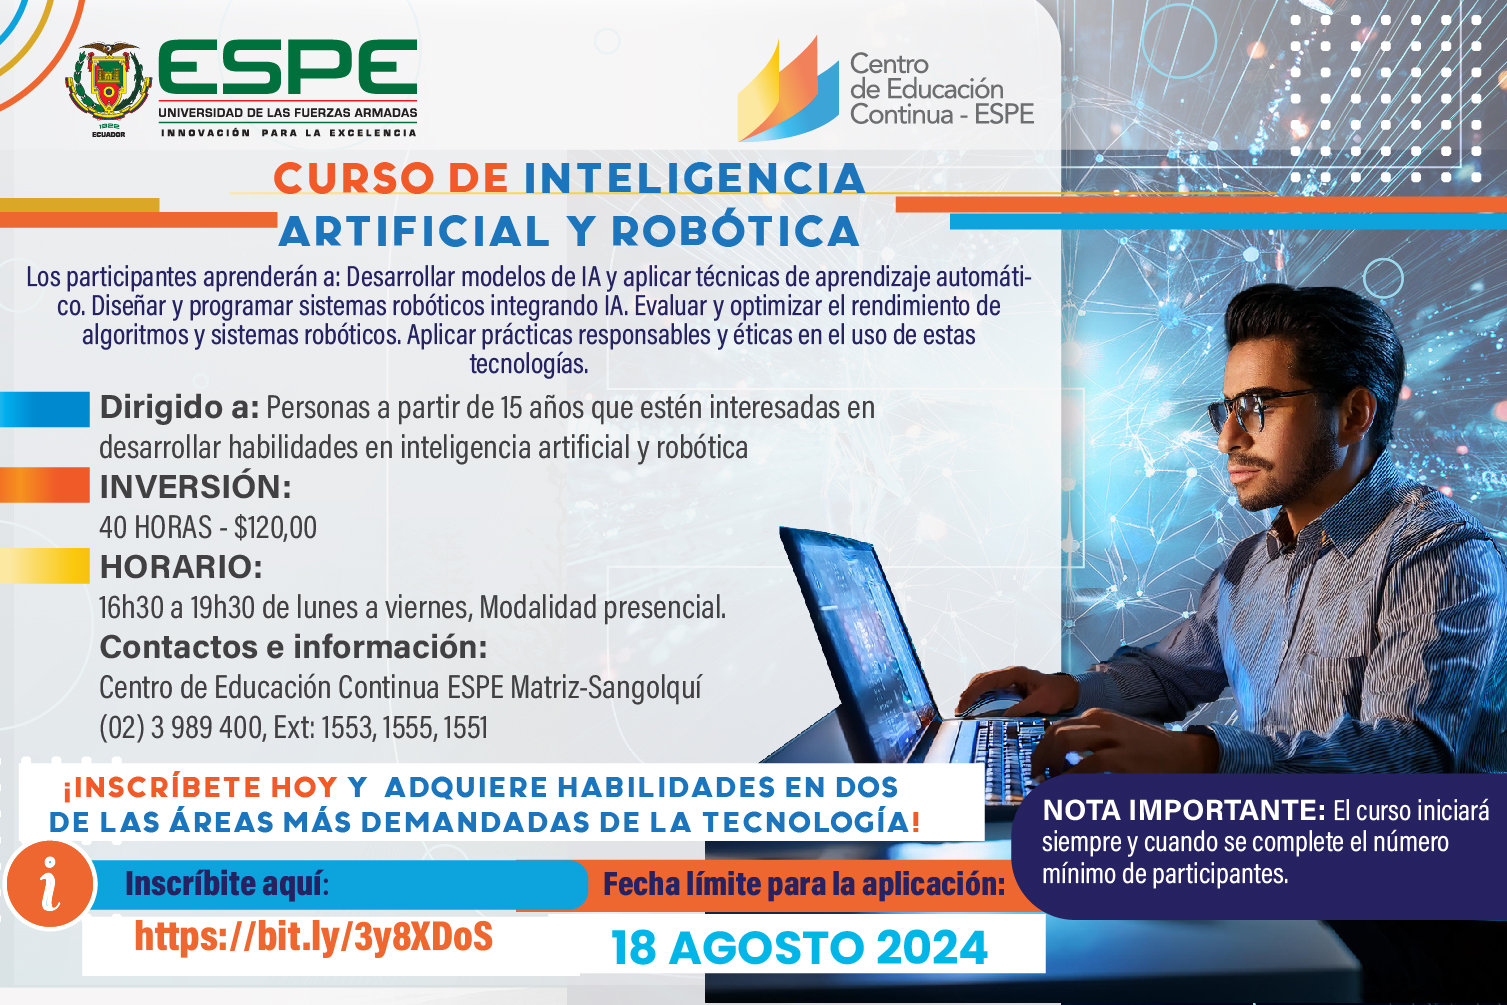 ESPE
UNIVERSIDAD DE LAS FUERZAS ARMADAS
INNOVACIÓN PARA LA EXCELENCIA
1922
ECUADOR
Centro
de Educación
Continua - ESPE
CURSO DE INTELIGENCIA
ARTIFICIAL Y ROBÓTICA
Los participantes aprenderán a: Desarrollar modelos de IA y aplicar técnicas de aprendizaje automáti-
co. Diseñar y programar sistemas robóticos integrando IA. Evaluar y optimizar el rendimiento de
algoritmos y sistemas robóticos. Aplicar prácticas responsables y éticas en el uso de estas
tecnologías.
Dirigido a: Personas a partir de 15 años que estén interesadas en
desarrollar habilidades en inteligencia artificial y robótica
INVERSIÓN:
40 HORAS - $120,00
HORARIO:
16h30 a 19h30 de lunes a viernes, Modalidad presencial.
Contactos e información:
Centro de Educación Continua ESPE Matriz-Sangolquí
(02) 3 989 400, Ext: 1553, 1555, 1551
¡INSCRÍBETE HOY Y ADQUIERE HABILIDADES EN DOS
DE LAS ÁREAS MÁS DEMANDADAS DE LA TECNOLOGÍA!
i
Inscríbite aquí:
https://bit.ly/3y8XDoS
Fecha límite para la aplicación:
18 AGOSTO 2024
NOTA IMPORTANTE: El curso iniciará
siempre y cuando se complete el número
mínimo de participantes.